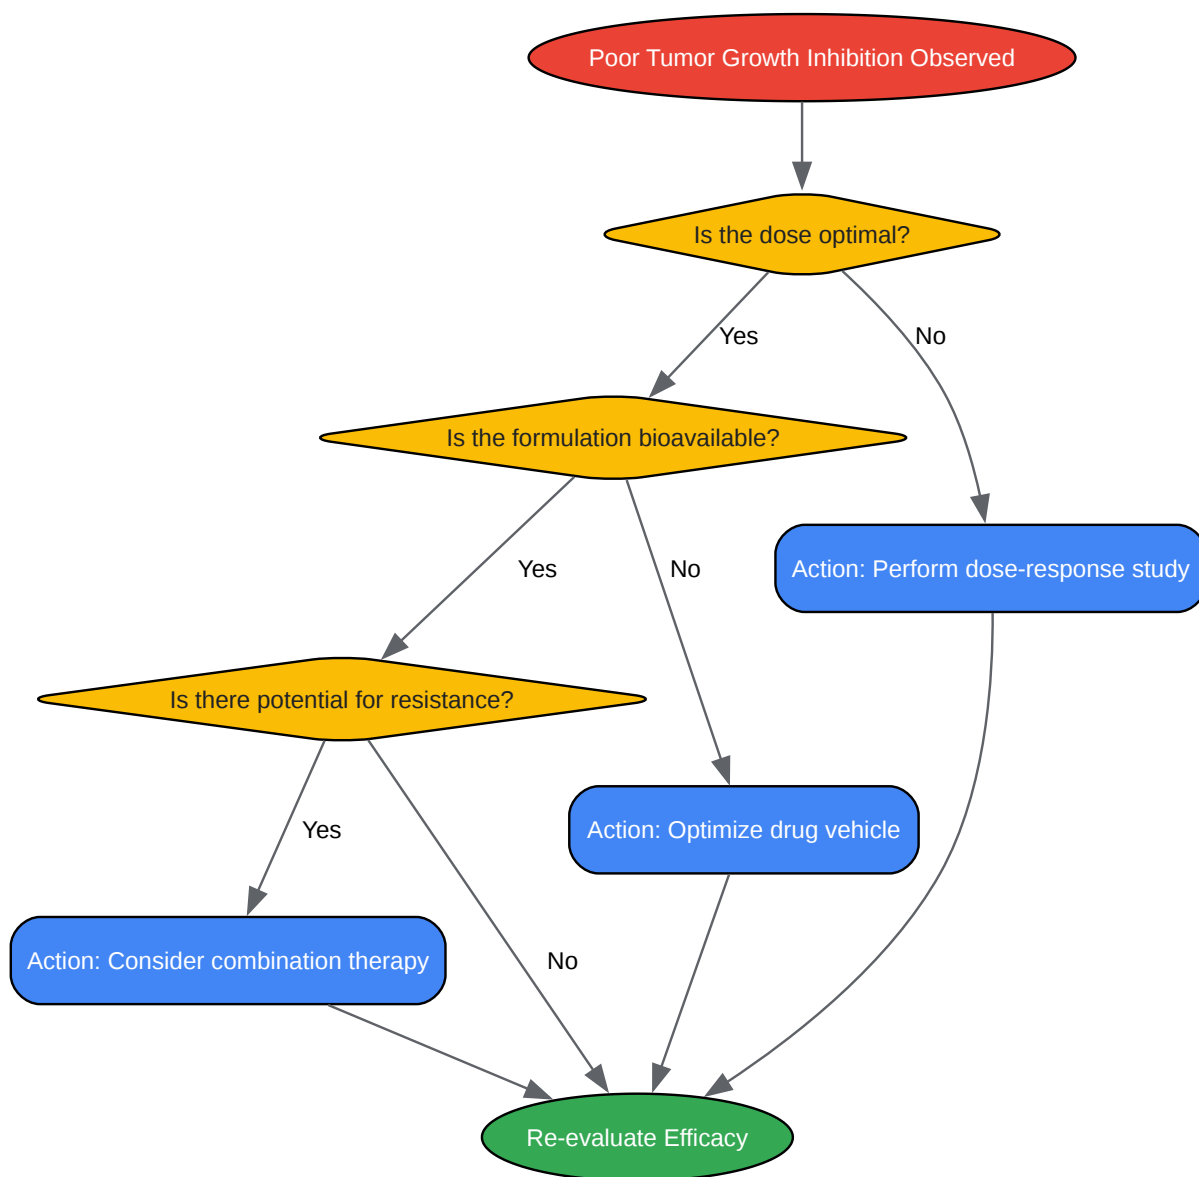 Poor Tumor Growth Inhibition Observed
Is the dose optimal?
Yes
No
Is the formulation bioavailable?
Yes
No
Action: Perform dose-response study
Is there potential for resistance?
Yes
Action: Optimize drug vehicle
Action: Consider combination therapy
No
Re-evaluate Efficacy